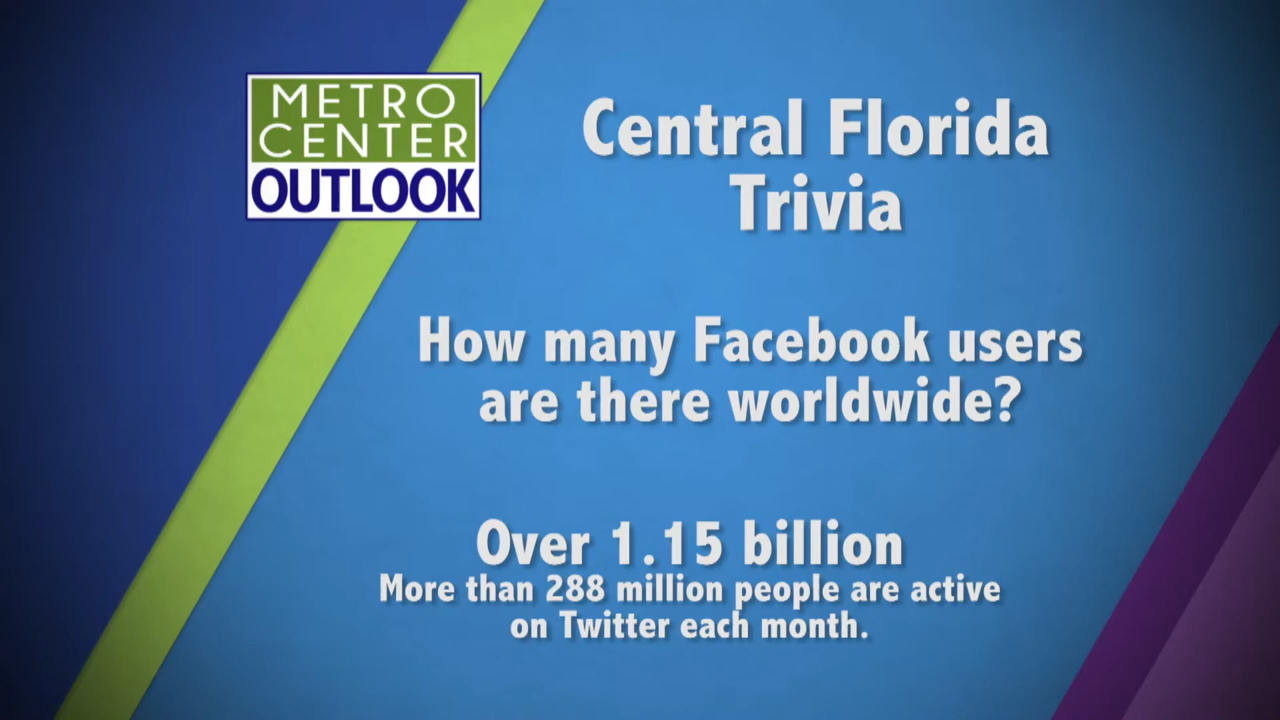 METRO
CENTER
OUTLOOK
Central Florida
Trivia
How many Facebook users
are there worldwide?
Over 1.15 billion
More than 288 million people are active
on Twitter each month.